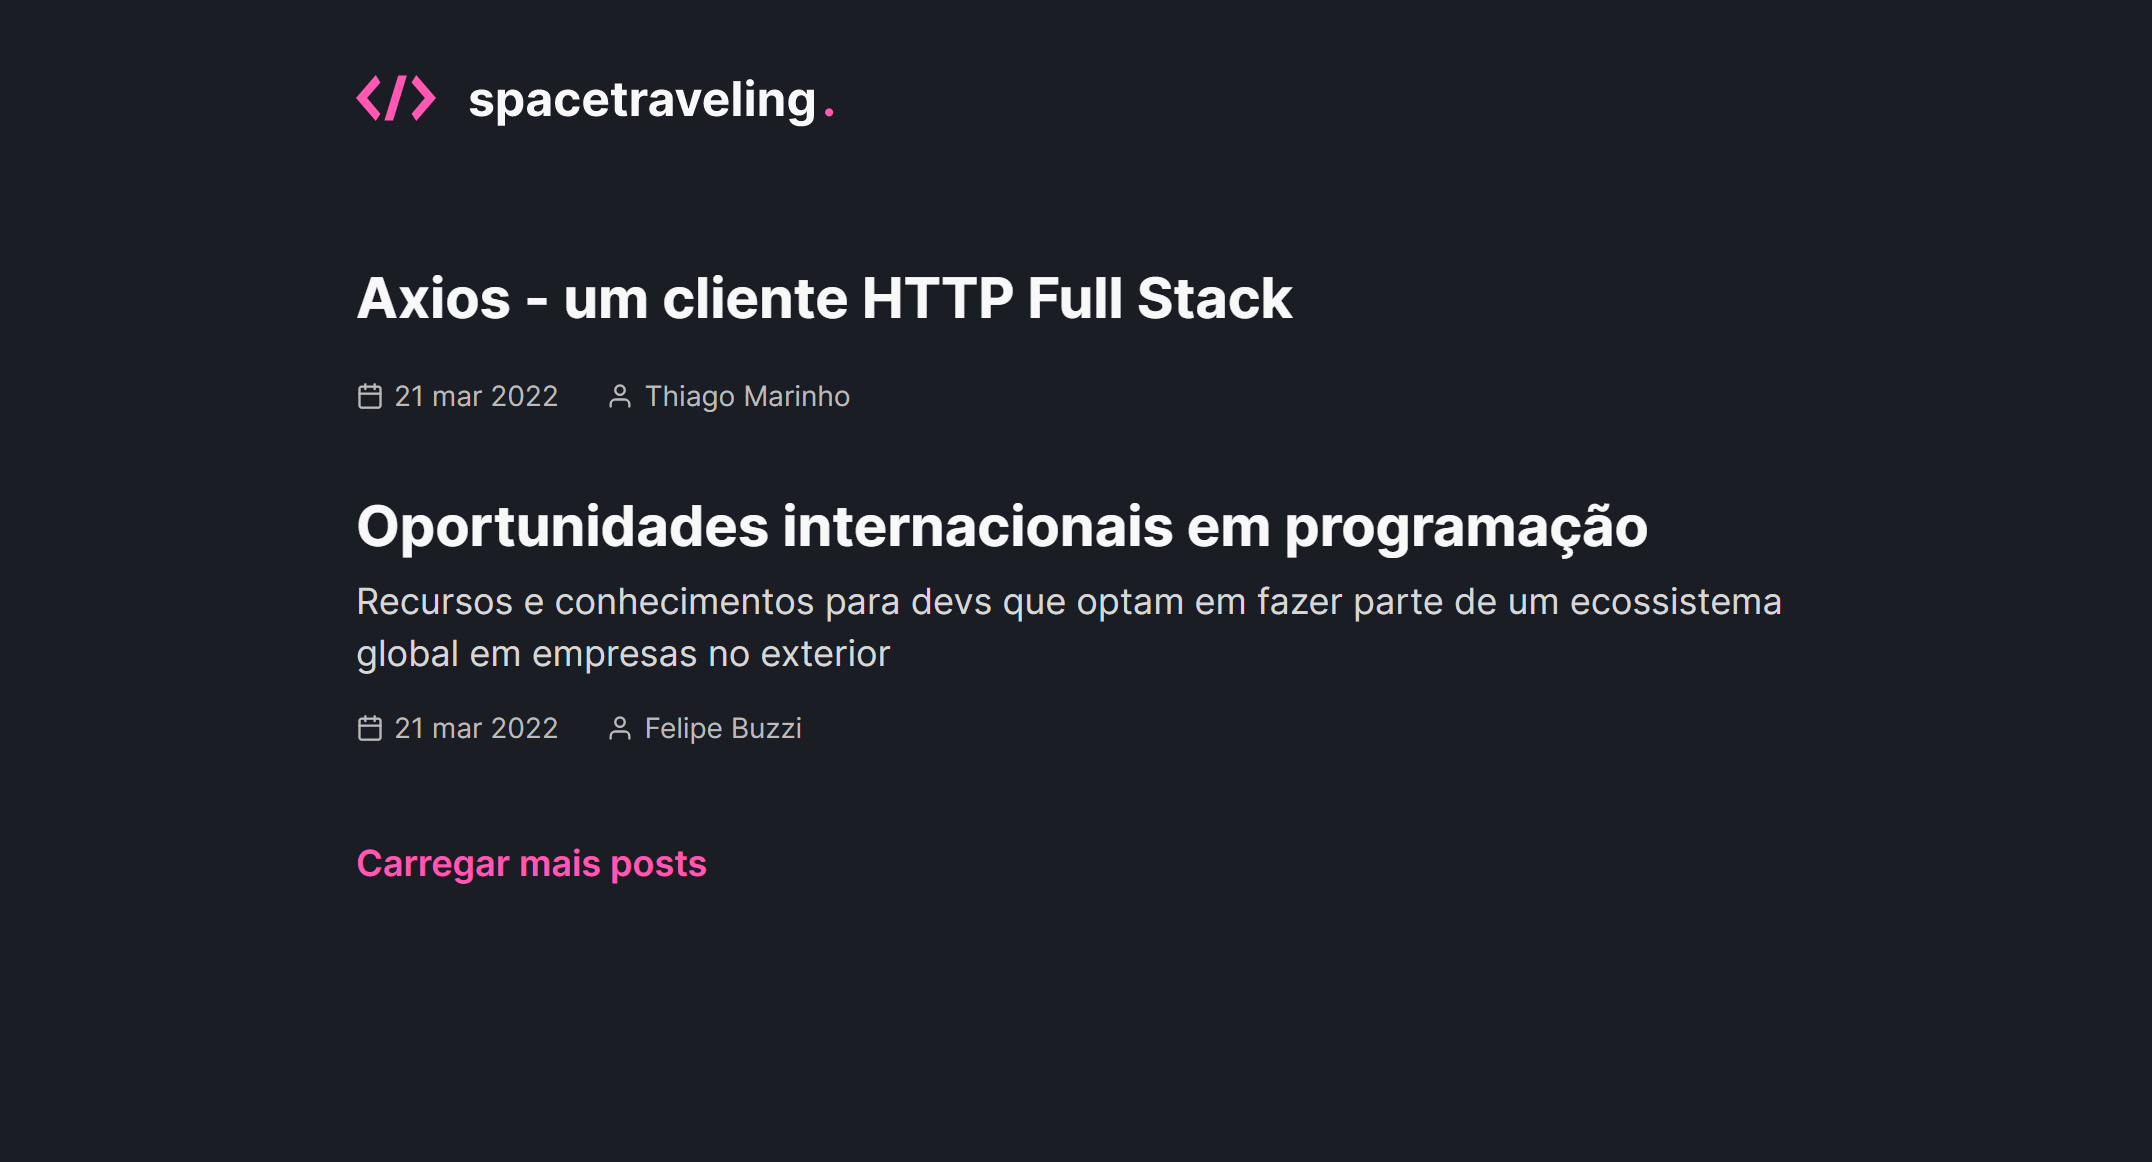 </> spacetraveling.
Axios - um cliente HTTP Full Stack
21 mar 2022 Thiago Marinho
Oportunidades internacionais em programação
Recursos e conhecimentos para devs que optam em fazer parte de um ecossistema
global em empresas no exterior
21 mar 2022 Felipe Buzzi
Carregar mais posts